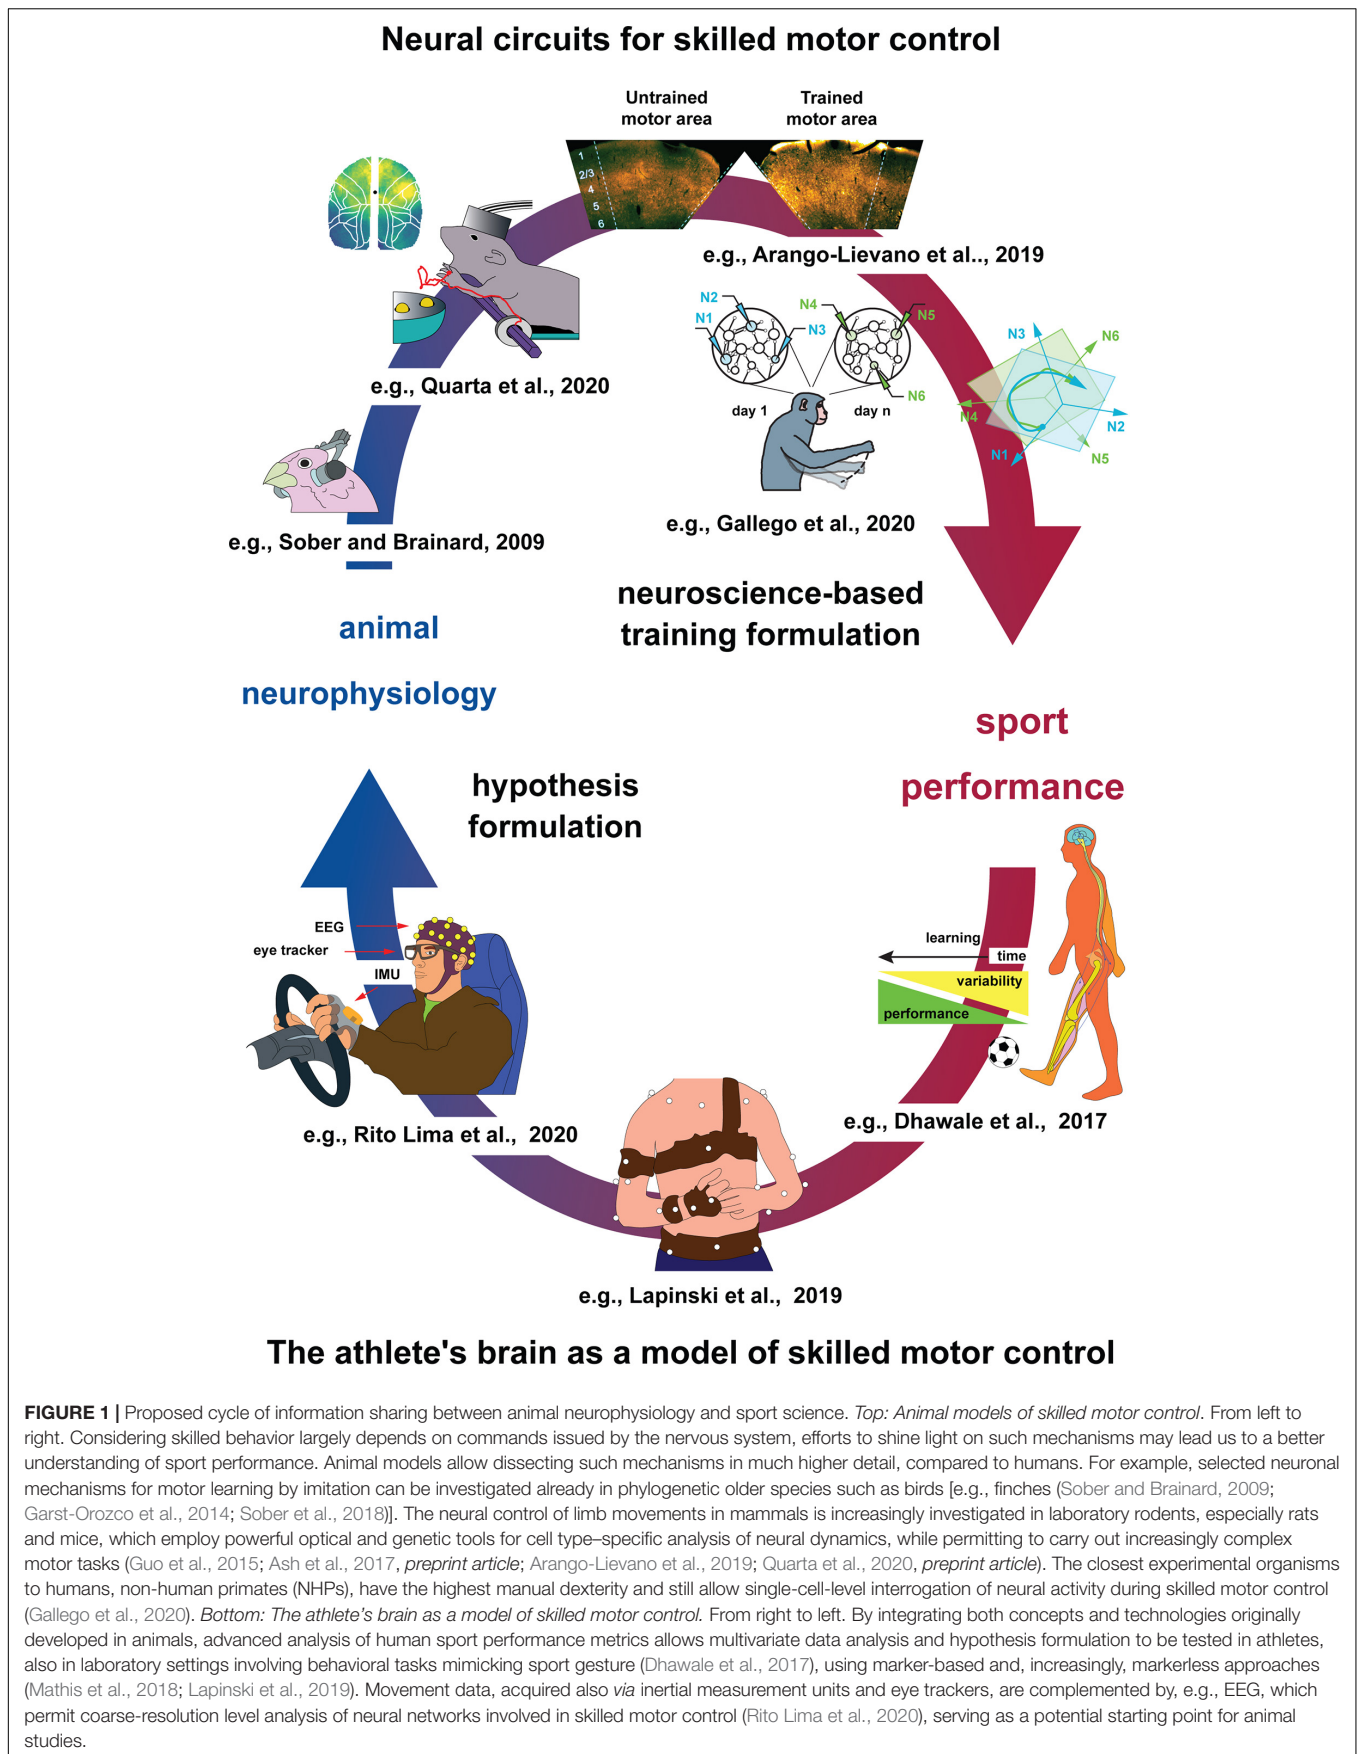 Neural circuits for skilled motor control
Untrained
motor area
Trained
motor area
1
2/3
4
5
6
e.g., Arango-Lievano et al.., 2019
e.g., Quarta et al., 2020
N2
N1
N3
N4
N5
N6
day 1
day n
N3
N6
N4
N2
N1
N5
e.g., Gallego et al., 2020
e.g., Sober and Brainard, 2009
neuroscience-based
training formulation
animal
neurophysiology
sport
performance
hypothesis
formulation
EEG
eye tracker
IMU
learning
time
variability
performance
e.g., Dhawale et al., 2017
e.g., Rito Lima et al., 2020
e.g., Lapinski et al., 2019
The athlete's brain as a model of skilled motor control
FIGURE 1 | Proposed cycle of information sharing between animal neurophysiology and sport science. Top: Animal models of skilled motor control. From left to
right. Considering skilled behavior largely depends on commands issued by the nervous system, efforts to shine light on such mechanisms may lead us to a better
understanding of sport performance. Animal models allow dissecting such mechanisms in much higher detail, compared to humans. For example, selected neuronal
mechanisms for motor learning by imitation can be investigated already in phylogenetic older species such as birds [e.g., finches (Sober and Brainard, 2009;
Garst-Orozco et al., 2014; Sober et al., 2018)]. The neural control of limb movements in mammals is increasingly investigated in laboratory rodents, especially rats
and mice, which employ powerful optical and genetic tools for cell type–specific analysis of neural dynamics, while permitting to carry out increasingly complex
motor tasks (Guo et al., 2015; Ash et al., 2017, preprint article; Arango-Lievano et al., 2019; Quarta et al., 2020, preprint article). The closest experimental organisms
to humans, non-human primates (NHPs), have the highest manual dexterity and still allow single-cell-level interrogation of neural activity during skilled motor control
(Gallego et al., 2020). Bottom: The athlete's brain as a model of skilled motor control. From right to left. By integrating both concepts and technologies originally
developed in animals, advanced analysis of human sport performance metrics allows multivariate data analysis and hypothesis formulation to be tested in athletes,
also in laboratory settings involving behavioral tasks mimicking sport gesture (Dhawale et al., 2017), using marker-based and, increasingly, markerless approaches
(Mathis et al., 2018; Lapinski et al., 2019). Movement data, acquired also via inertial measurement units and eye trackers, are complemented by, e.g., EEG, which
permit coarse-resolution level analysis of neural networks involved in skilled motor control (Rito Lima et al., 2020), serving as a potential starting point for animal
studies.